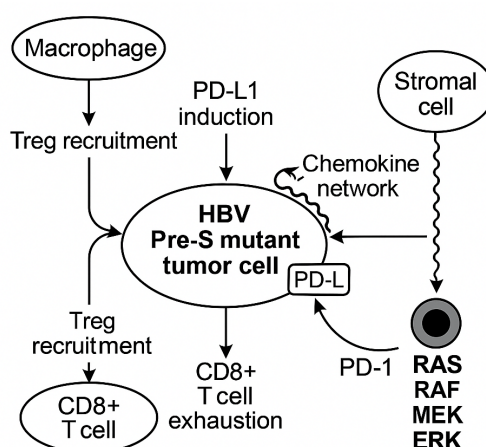 Macrophage
Treg recruitment
PD-L1
induction
Stromal
cell
Chemokine
network
HBV
Pre-S mutant
tumor cell
PD-L
Treg
recruitment
CD8+
T cell
CD8+
T cell
exhaustion
PD-1
RAS
RAF
MEK
ERK